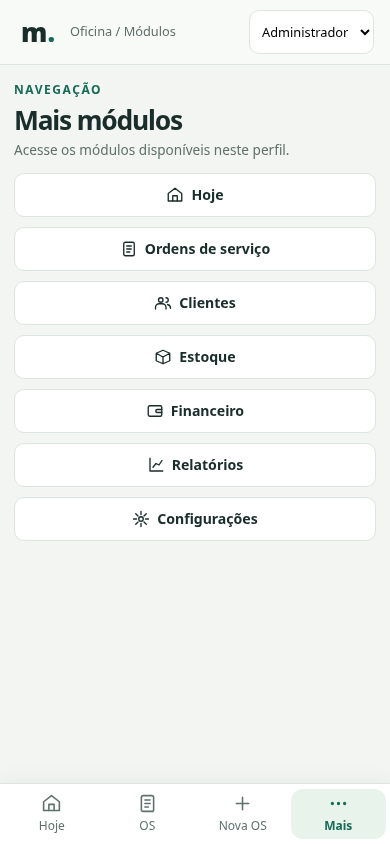 m. Oficina / Módulos Administrador
NAVEGAÇÃO
Mais módulos
Acesse os módulos disponíveis neste perfil.
Hoje
Ordens de serviço
Clientes
Estoque
Financeiro
Relatórios
Configurações
Hoje OS Nova OS Mais